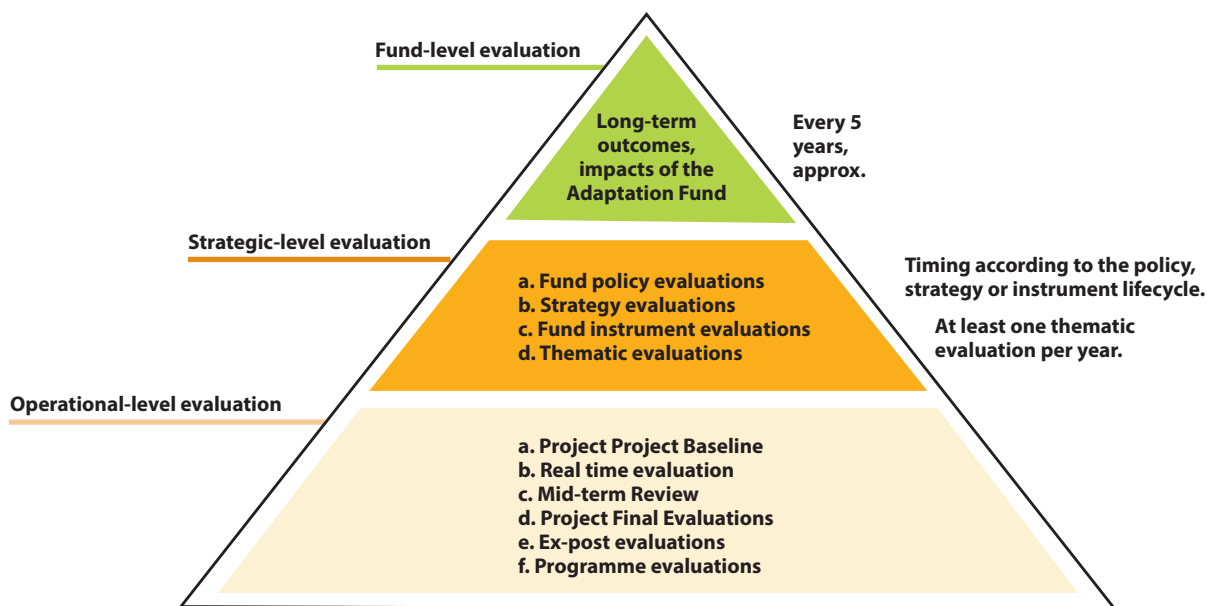 Fund-level evaluation
Long-term
outcomes,
impacts of the
Adaptation Fund
Every 5
years,
approx.
Strategic-level evaluation
a. Fund policy evaluations
b. Strategy evaluations
c. Fund instrument evaluations
d. Thematic evaluations
Timing according to the policy,
strategy or instrument lifecycle.
At least one thematic
evaluation per year.
Operational-level evaluation
a. Project Project Baseline
b. Real time evaluation
c. Mid-term Review
d. Project Final Evaluations
e. Ex-post evaluations
f. Programme evaluations